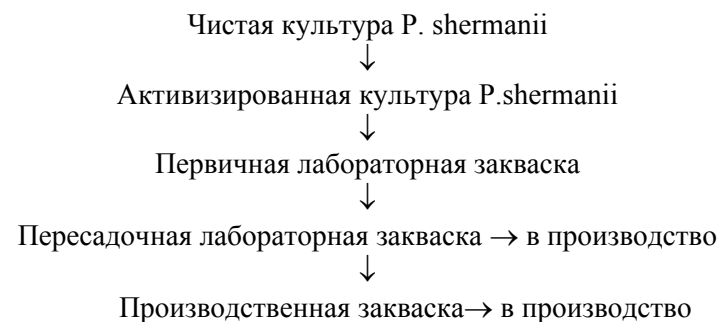 Чистая культура P. shermanii
↓
Активизированная культура P.shermanii
↓
Первичная лабораторная закваска
↓
Пересадочная лабораторная закваска → в производство
↓
Производственная закваска→ в производство